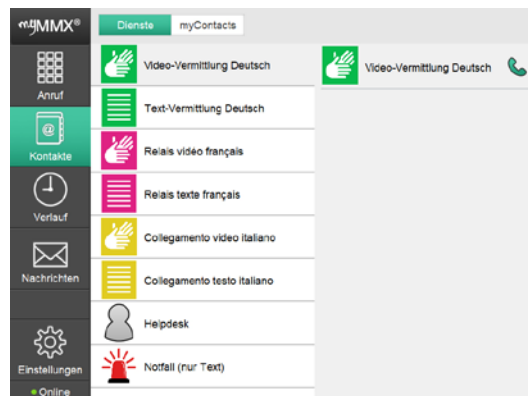 myMMX®
Dienste
myContacts
Anruf
@
Kontakte
Verlauf
Nachrichten
Einstellungen
Online
Video-Vermittlung Deutsch
Text-Vermittlung Deutsch
Relais vidéo français
Relais texte français
Collegamento video italiano
Collegamento testo italiano
Helpdesk
Notfall (nur Text)
Video-Vermittlung Deutsch